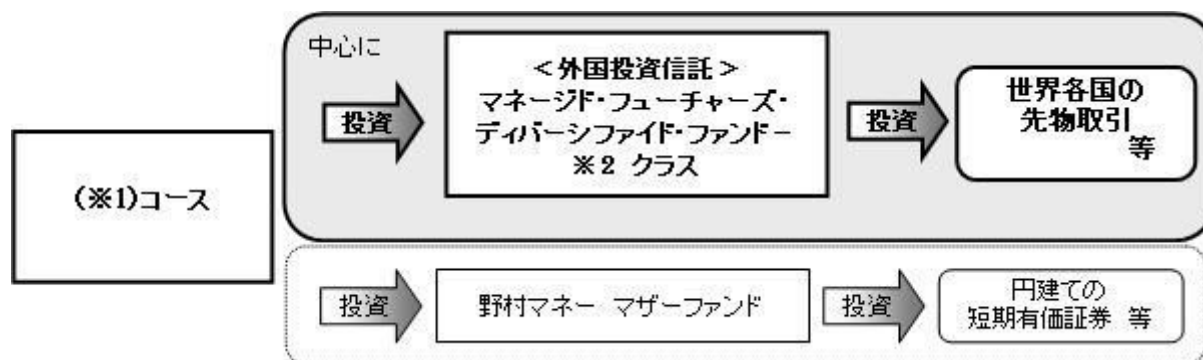 中心に
投資
＜外国投資信託＞
マネージド・フューチャーズ・
ディバーシファイド・ファンドー
※2 クラス
投資
世界各国の
先物取引
等
(※1)コース
投資
野村マネー マザーファンド
投資
円建ての
短期有価証券 等